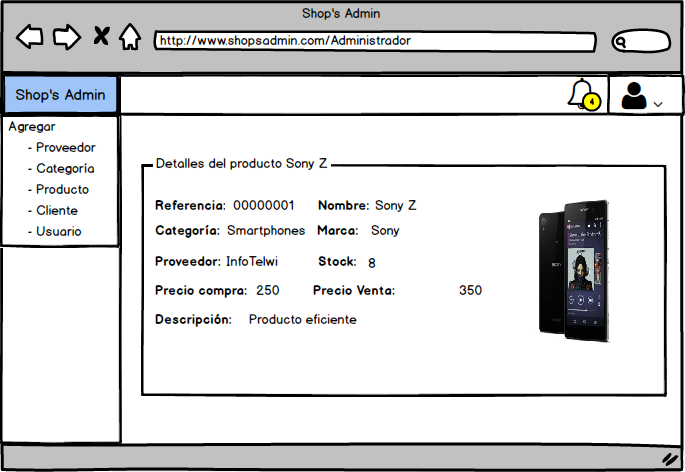 Shop's Admin
http://www.shopsadmin.com/Administrador
Shop's Admin
4
Agregar
- Proveedor
- Categoría
- Producto
- Cliente
- Usuario
Detalles del producto Sony Z
Referencia: 00000001 Nombre: Sony Z
Categoría: Smartphones Marca: Sony
Proveedor: InfoTelwi Stock: 8
Precio compra: 250 Precio Venta: 350
Descripción: Producto eficiente
SONY